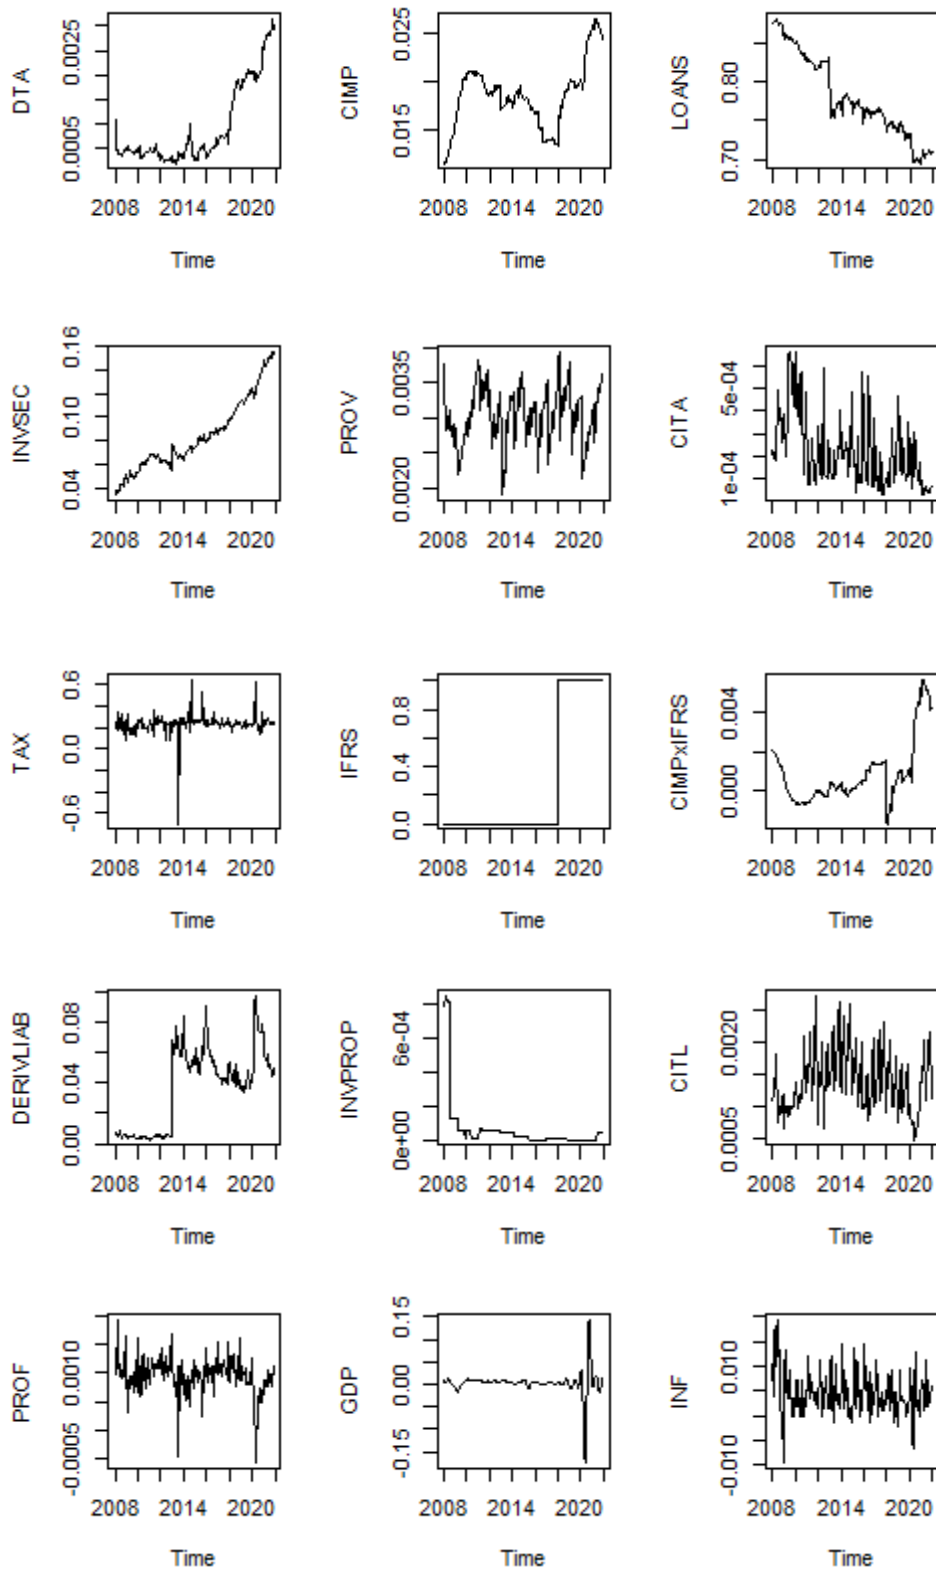 DTA
0.0005
0.0025
2008 2014 2020
Time
CIMP
0.015
0.025
2008 2014 2020
Time
LOANS
0.70
0.80
2008 2014 2020
Time
INVSEC
0.04
0.10
0.16
2008 2014 2020
Time
PROV
0.0020
0.0035
2008 2014 2020
Time
CITA
1e-04
5e-04
2008 2014 2020
Time
TAX
-0.6
0.0
0.6
2008 2014 2020
Time
IFRS
0.0
0.4
0.8
2008 2014 2020
Time
CIMPxIFRS
0.000
0.004
2008 2014 2020
Time
DERIVLIAB
0.00
0.04
0.08
2008 2014 2020
Time
INVPROP
0e+00
6e-04
2008 2014 2020
Time
CITL
0.0005
0.0020
2008 2014 2020
Time
PROF
-0.0005
0.0010
2008 2014 2020
Time
GDP
-0.15
0.00
0.15
2008 2014 2020
Time
INF
-0.010
0.010
2008 2014 2020
Time